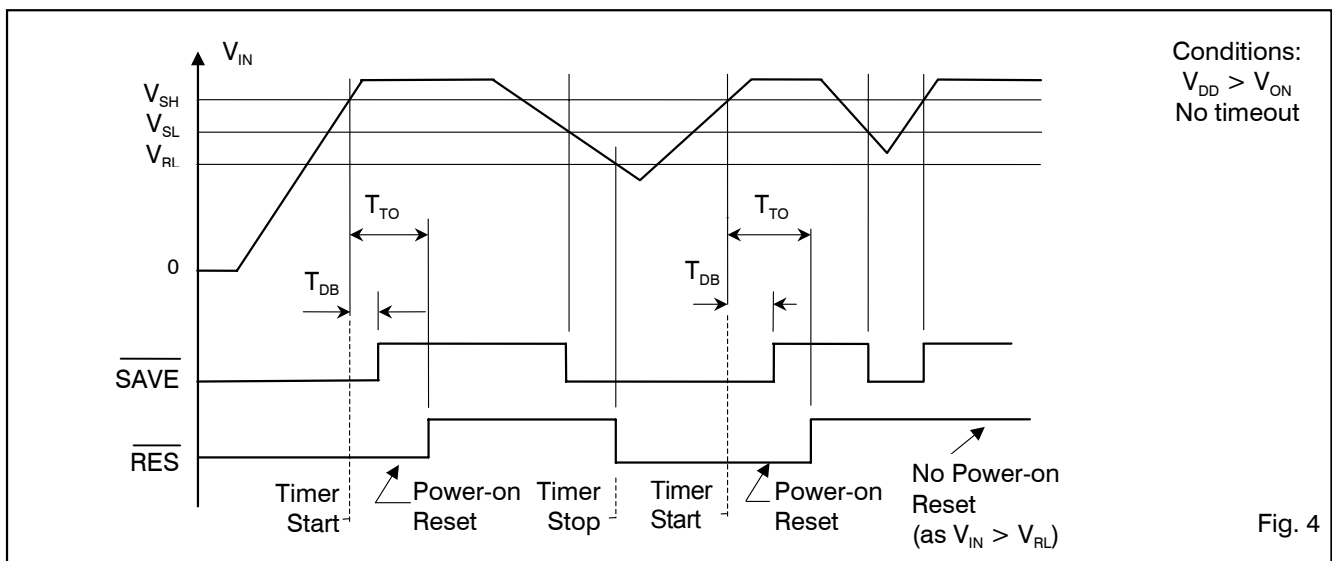 V_IN
Conditions:
V_DD > V_ON
No timeout
V_SH
V_SL
V_RL
T_TO
T_TO
0
T_DB
T_DB
SAVE
RES
Timer Start
Power-on Reset
Timer Stop
Timer Start
Power-on Reset
No Power-on
Reset
(as V_IN > V_RL)
Fig. 4